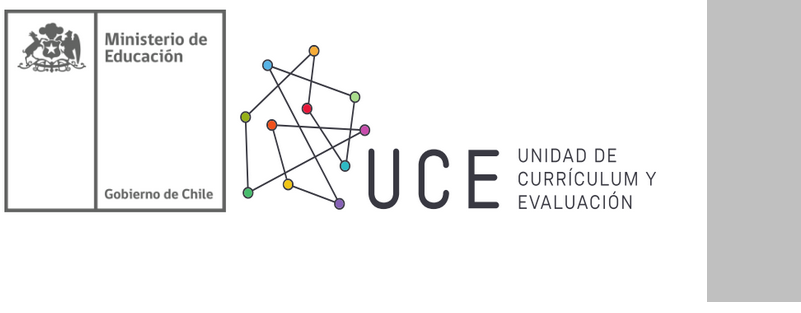 Ministerio de
Educación
Gobierno de Chile
UCE
UNIDAD DE
CURRÍCULUM Y
EVALUACIÓN